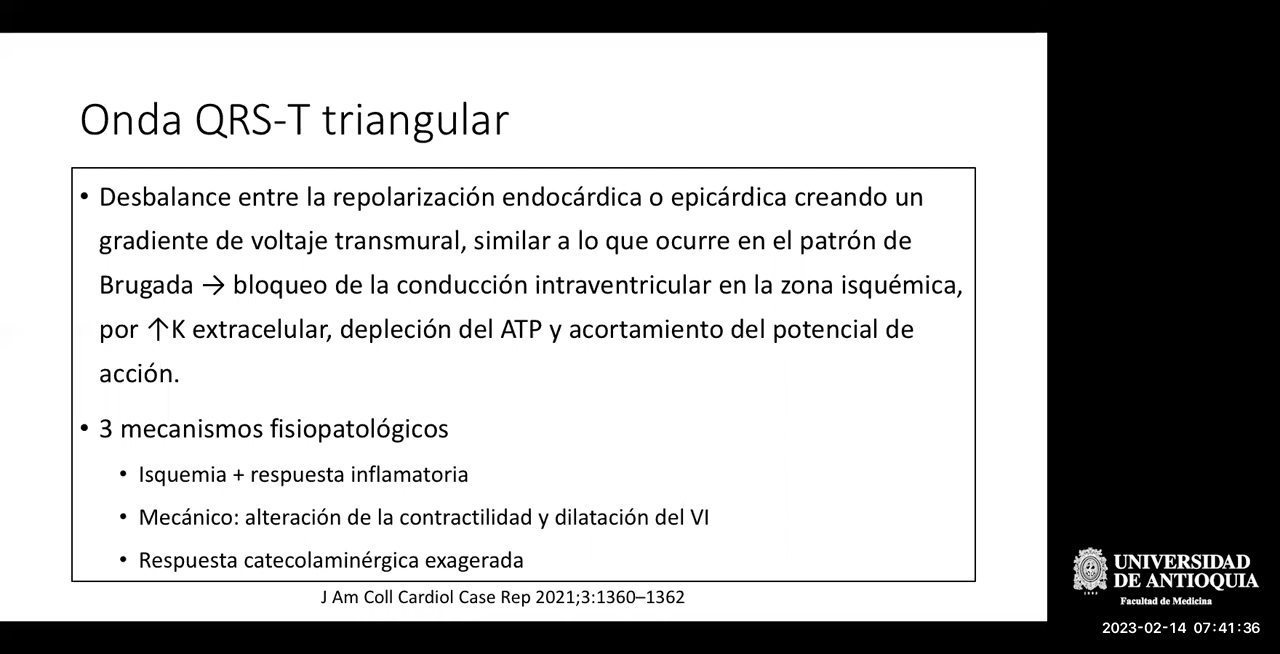 Onda QRS-T triangular
• Desbalance entre la repolarización endocárdica o epicárdica creando un
gradiente de voltaje transmural, similar a lo que ocurre en el patrón de
Brugada → bloqueo de la conducción intraventricular en la zona isquémica,
por ↑K extracelular, depleción del ATP y acortamiento del potencial de
acción.
• 3 mecanismos fisiopatológicos
• Isquemia + respuesta inflamatoria
• Mecánico: alteración de la contractilidad y dilatación del VI
• Respuesta catecolaminérgica exagerada
J Am Coll Cardiol Case Rep 2021;3:1360–1362
UNIVERSIDAD
DE ANTIOQUIA
Facultad de Medicina
2023-02-14 07:41:36